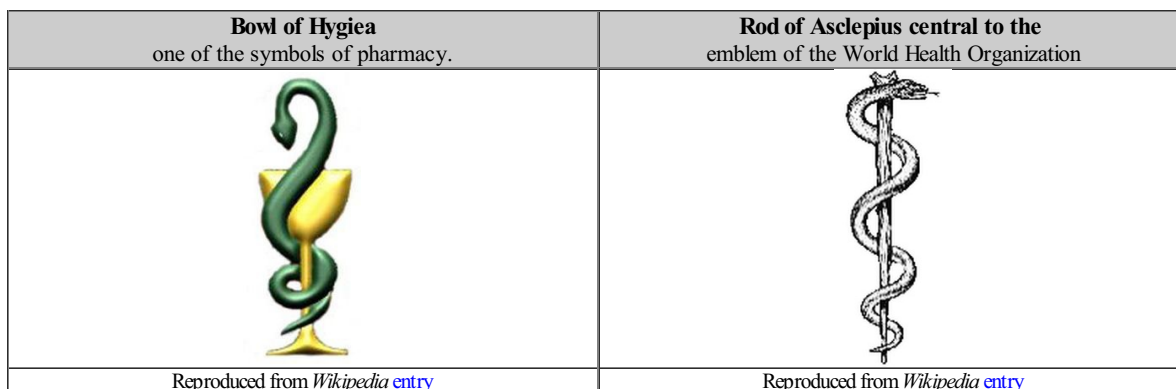 Bowl of Hygiea
one of the symbols of pharmacy.
Rod of Asclepius central to the
emblem of the World Health Organization
Reproduced from Wikipedia entry
Reproduced from Wikipedia entry